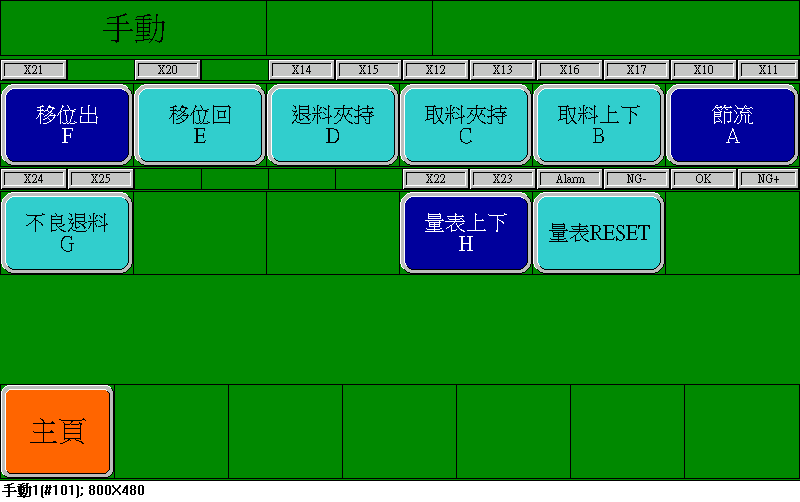 手動
X21 X20 X14 X15 X12 X13 X16 X17 X10 X11
移位出 移位回 退料夾持 取料夾持 取料上下 節流
F E D C B A
X24 X25 X22 X23 Alarm NG- OK NG+
不良退料 量表上下 量表RESET
G H
主頁
手動1(#101); 800X480